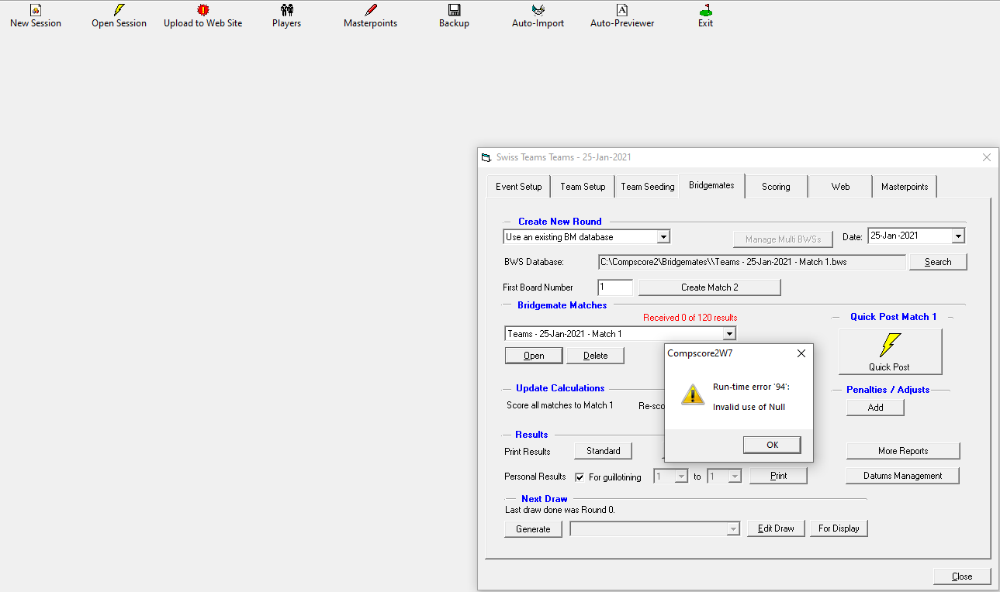 New Session
Open Session
Upload to Web Site
Players
Masterpoints
Backup
Auto-Import
Auto-Previewer
Exit
Swiss Teams Teams - 25-Jan-2021
Event Setup
Team Setup
Team Seeding
Bridgemates
Scoring
Web
Masterpoints
Create New Round
Use an existing BM database
Manage Multi BWSs
Date:
25-Jan-2021
BWS Database:
C:\Compscore2\Bridgemates\\Teams - 25-Jan-2021 - Match 1.bws
Search
First Board Number
1
Create Match 2
Bridgemate Matches
Received 0 of 120 results
Quick Post Match 1
Teams - 25-Jan-2021 - Match 1
Open
Delete
Quick Post
Compscore2W7
Run-time error '94':
Invalid use of Null
OK
Update Calculations
Score all matches to Match 1
Re-sco
Penalties / Adjusts
Add
Results
Print Results
Standard
More Reports
Personal Results
For guillotining
1
to
1
Print
Datums Management
Next Draw
Last draw done was Round 0.
Generate
Edit Draw
For Display
Close